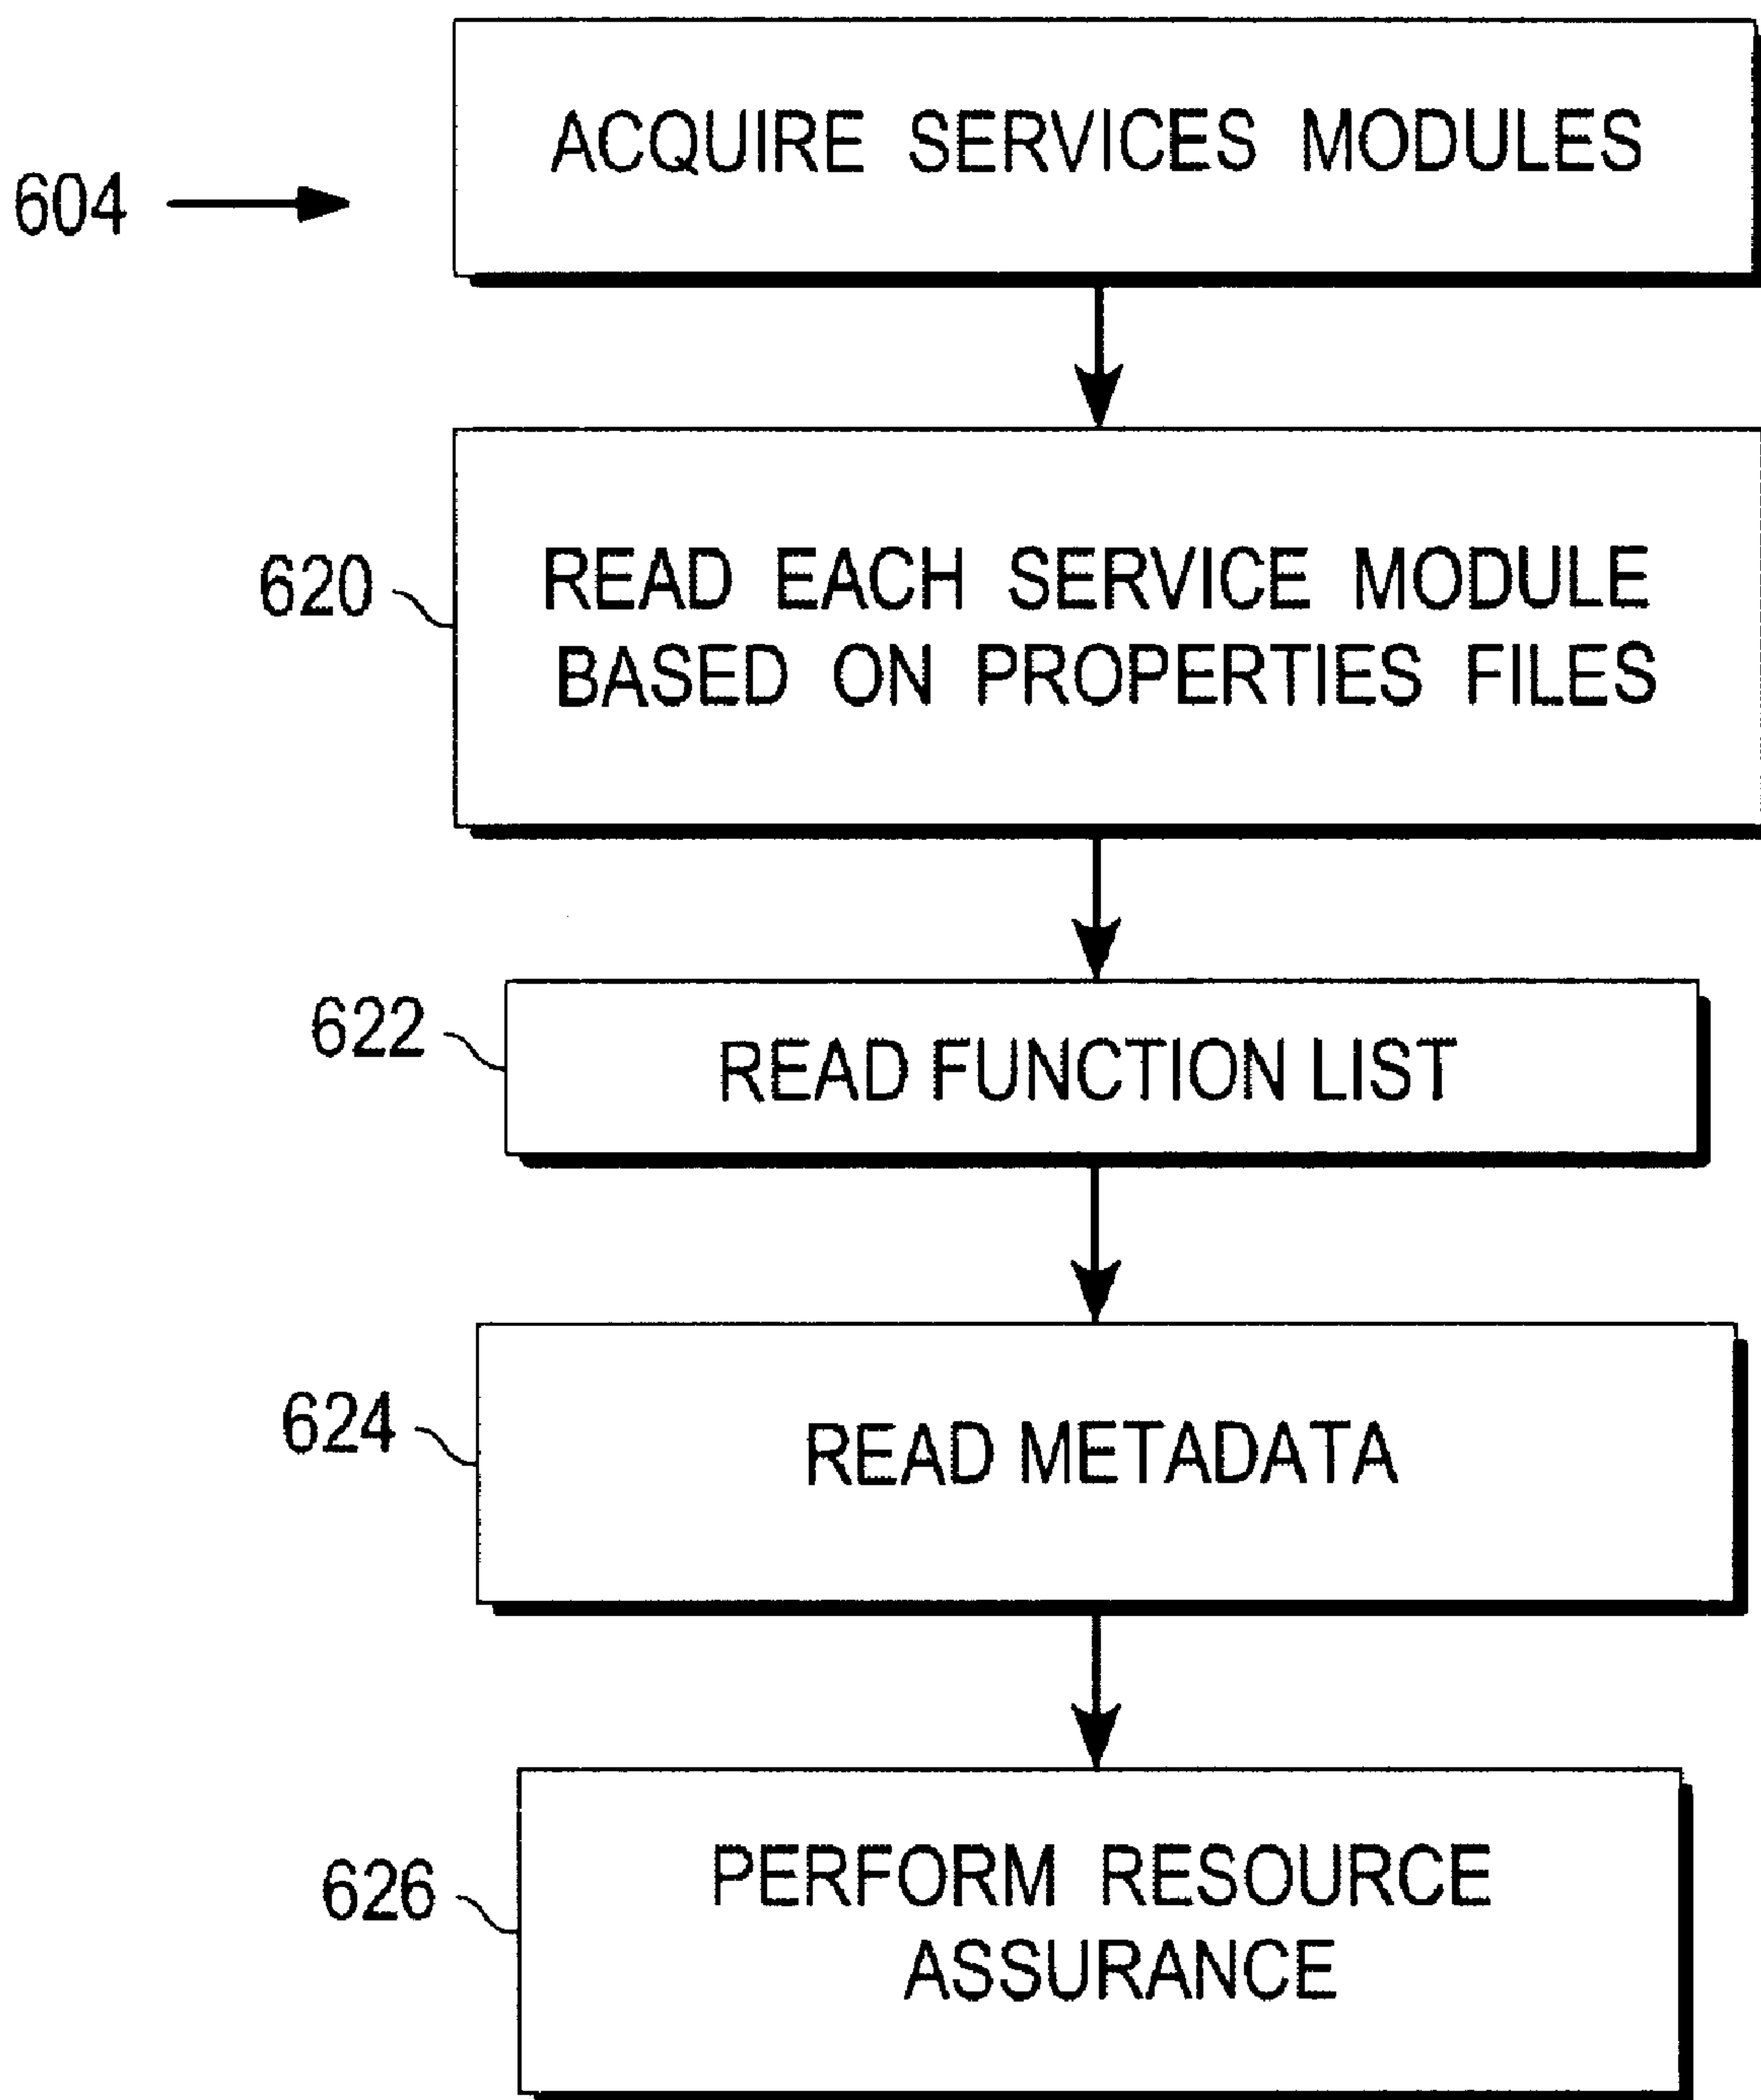 ACQUIRE SERVICES MODULES
604
620
READ EACH SERVICE MODULE
BASED ON PROPERTIES FILES
622
READ FUNCTION LIST
624
READ METADATA
626
PERFORM RESOURCE
ASSURANCE